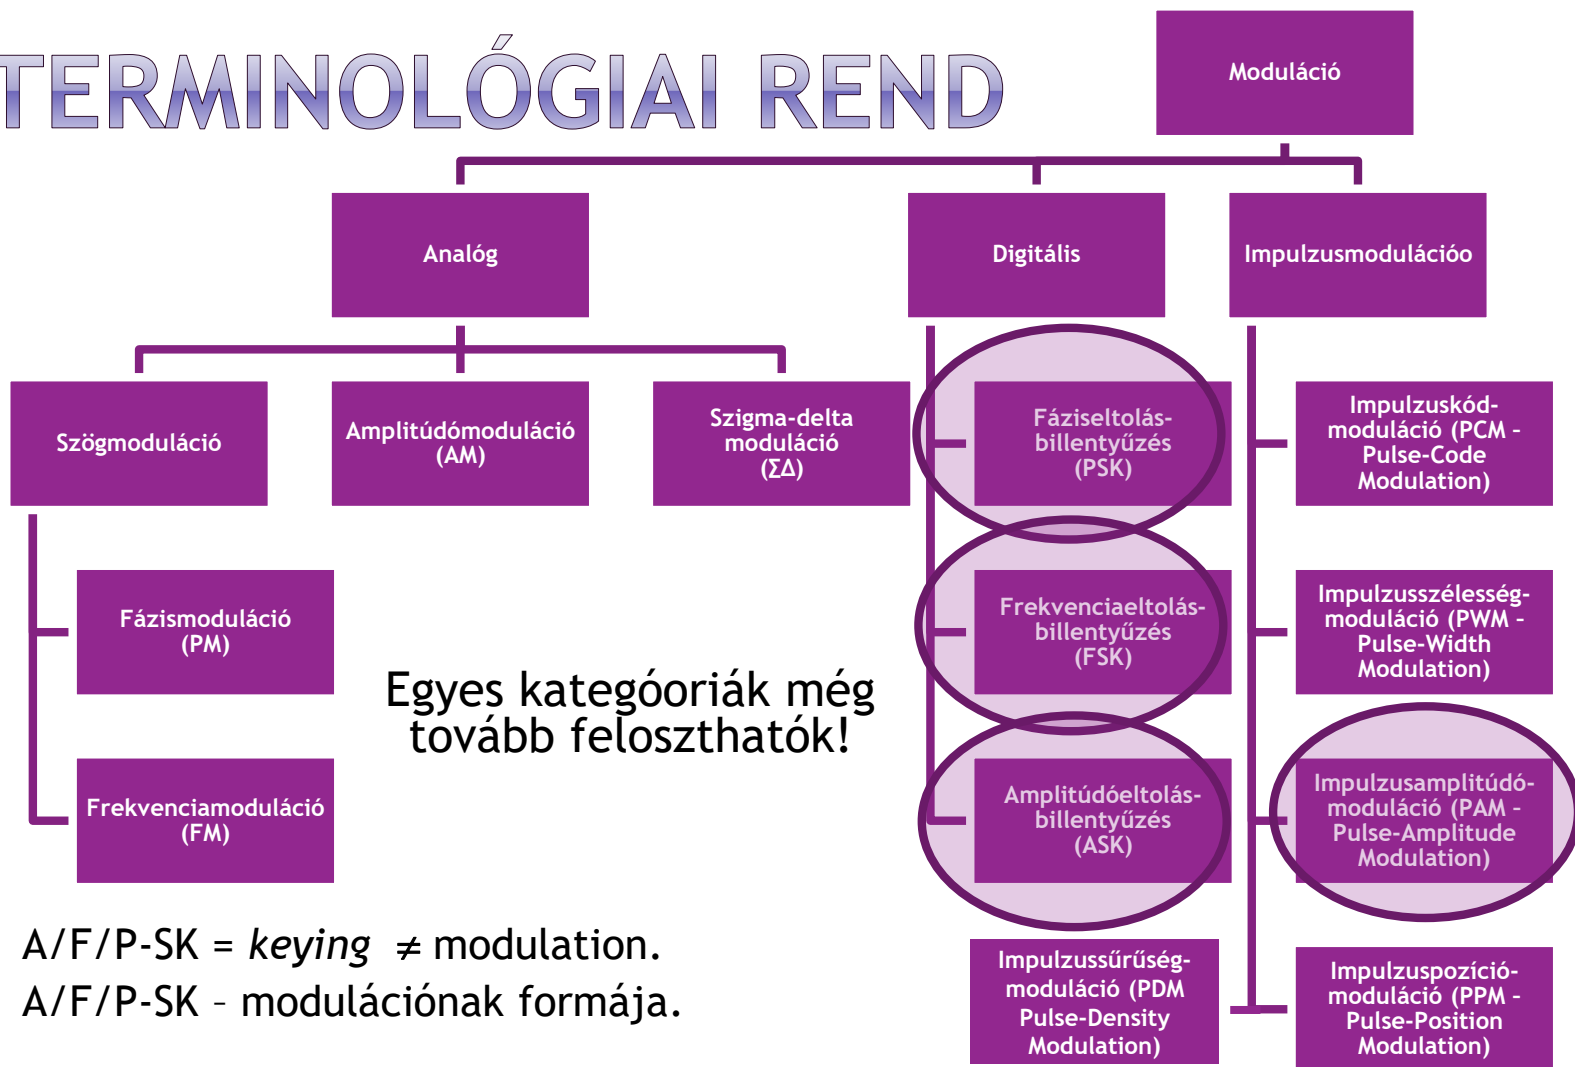 TERMINOLÓGIAI REND
Moduláció
Analóg
Digitális
Impulzusmodulációo
Szögmoduláció
Amplitúdómoduláció
(AM)
Szigma-delta
moduláció
(ΣΔ)
Fáziseltolás-
billentyűzés
(PSK)
Impulzuskód-
moduláció (PCM –
Pulse-Code
Modulation)
Fázismoduláció
(PM)
Frekvenciaeltolás-
billentyűzés
(FSK)
Impulzusszélesség-
moduláció (PWM –
Pulse-Width
Modulation)
Egyes kategóoriák még
tovább feloszthatók!
Frekvenciamoduláció
(FM)
Amplitúdóeltolás-
billentyűzés
(ASK)
Impulzusamplitúdó-
moduláció (PAM –
Pulse-Amplitude
Modulation)
A/F/P-SK = keying ≠ modulation.
A/F/P-SK – modulációnak formája.
Impulzussűrűség-
moduláció (PDM
Pulse-Density
Modulation)
Impulzuspozíció-
moduláció (PPM –
Pulse-Position
Modulation)